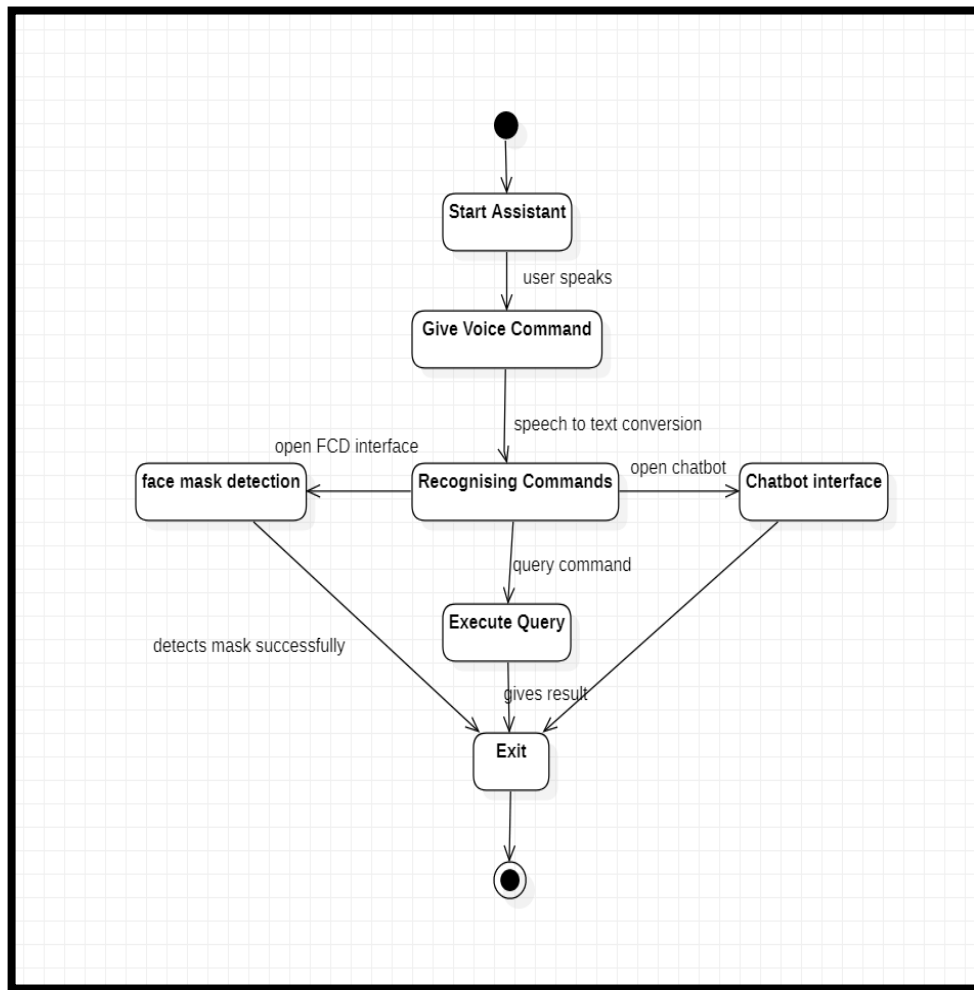 Start Assistant
user speaks
Give Voice Command
speech to text conversion
open FCD interface
open chatbot
face mask detection
Recognising Commands
Chatbot interface
query command
Execute Query
detects mask successfully
gives result
Exit